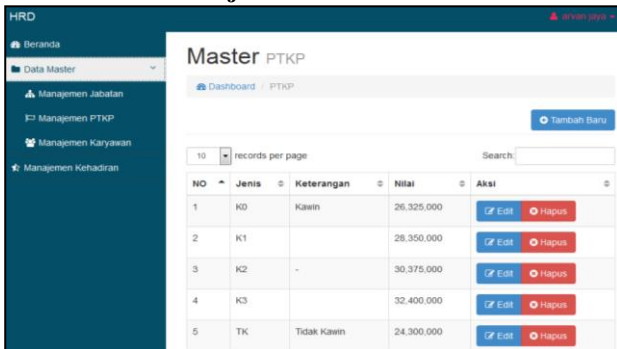 HRD
arvan jaya
Beranda
Data Master
Manajemen Jabatan
Manajemen PTKP
Manajemen Karyawan
Manajemen Kehadiran
Master PTKP
Dashboard / PTKP
Tambah Baru
10 records per page
Search:
NO Jenis Keterangan Nilai Aksi
1 K0 Kawin 26,325,000 Edit Hapus
2 K1 28,350,000 Edit Hapus
3 K2 - 30,375,000 Edit Hapus
4 K3 32,400,000 Edit Hapus
5 TK Tidak Kawin 24,300,000 Edit Hapus